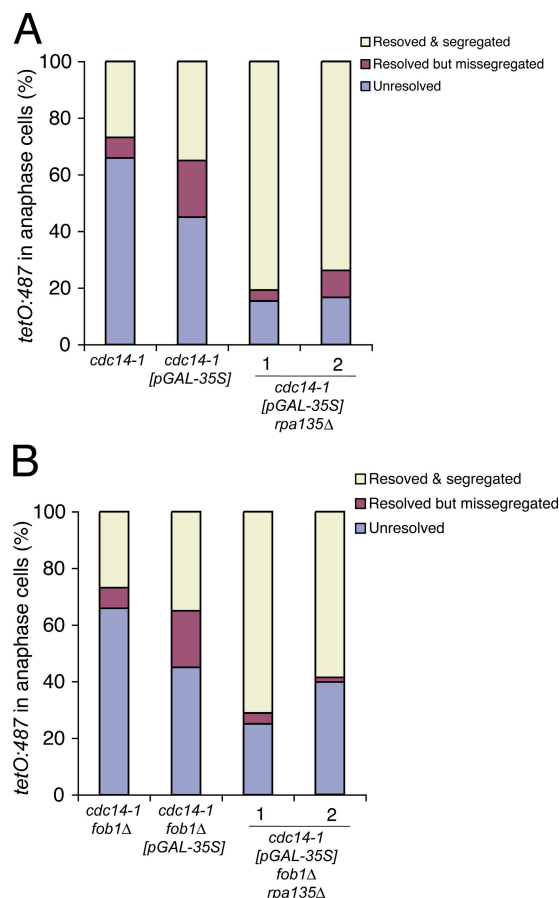 A
Resoved & segregated
Resolved but missegregated
Unresolved
tetO:487 in anaphase cells (%)
100
80
60
40
20
0
cdc14-1
cdc14-1
[pGAL-35S]
1 2
cdc14-1
[pGAL-35S]
rpa135Δ
B
Resoved & segregated
Resolved but missegregated
Unresolved
tetO:487 in anaphase cells (%)
100
80
60
40
20
0
cdc14-1
fob1Δ
cdc14-1
fob1Δ
[pGAL-35S]
1 2
cdc14-1
[pGAL-35S]
fob1Δ
rpa135Δ